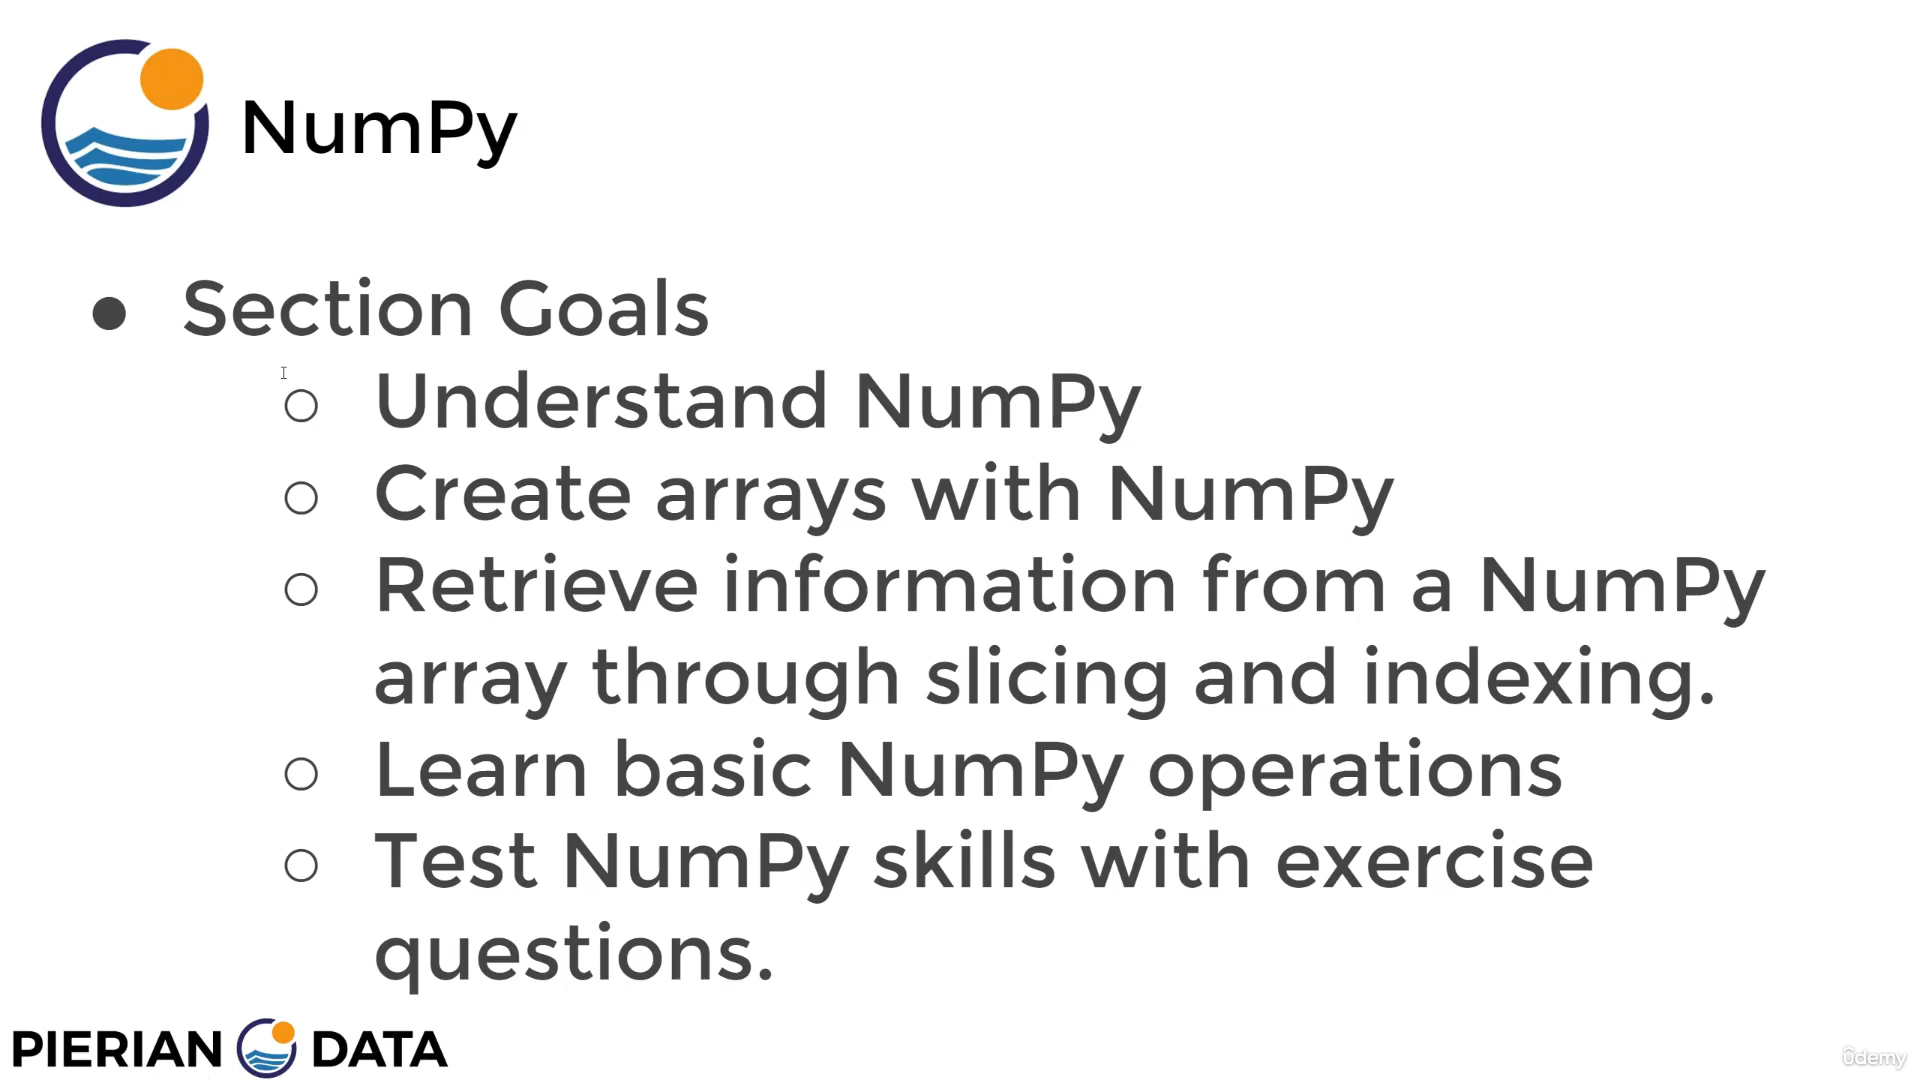 NumPy
● Section Goals
○ Understand NumPy
○ Create arrays with NumPy
○ Retrieve information from a NumPy
array through slicing and indexing.
○ Learn basic NumPy operations
○ Test NumPy skills with exercise
questions.
PIERIAN DATA
ûdemy